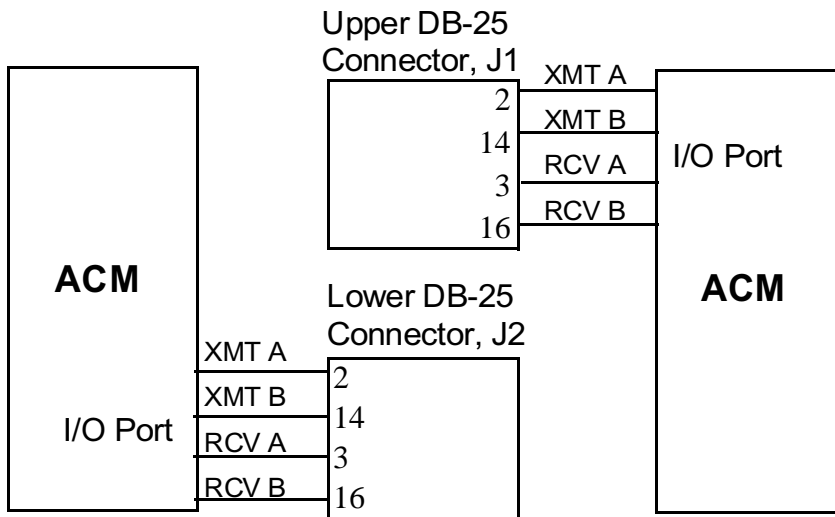 Upper DB-25
Connector, J1
2
14
3
16
XMT A
XMT B
RCV A
RCV B
I/O Port
ACM
ACM
I/O Port
Lower DB-25
Connector, J2
XMT A
XMT B
RCV A
RCV B
2
14
3
16